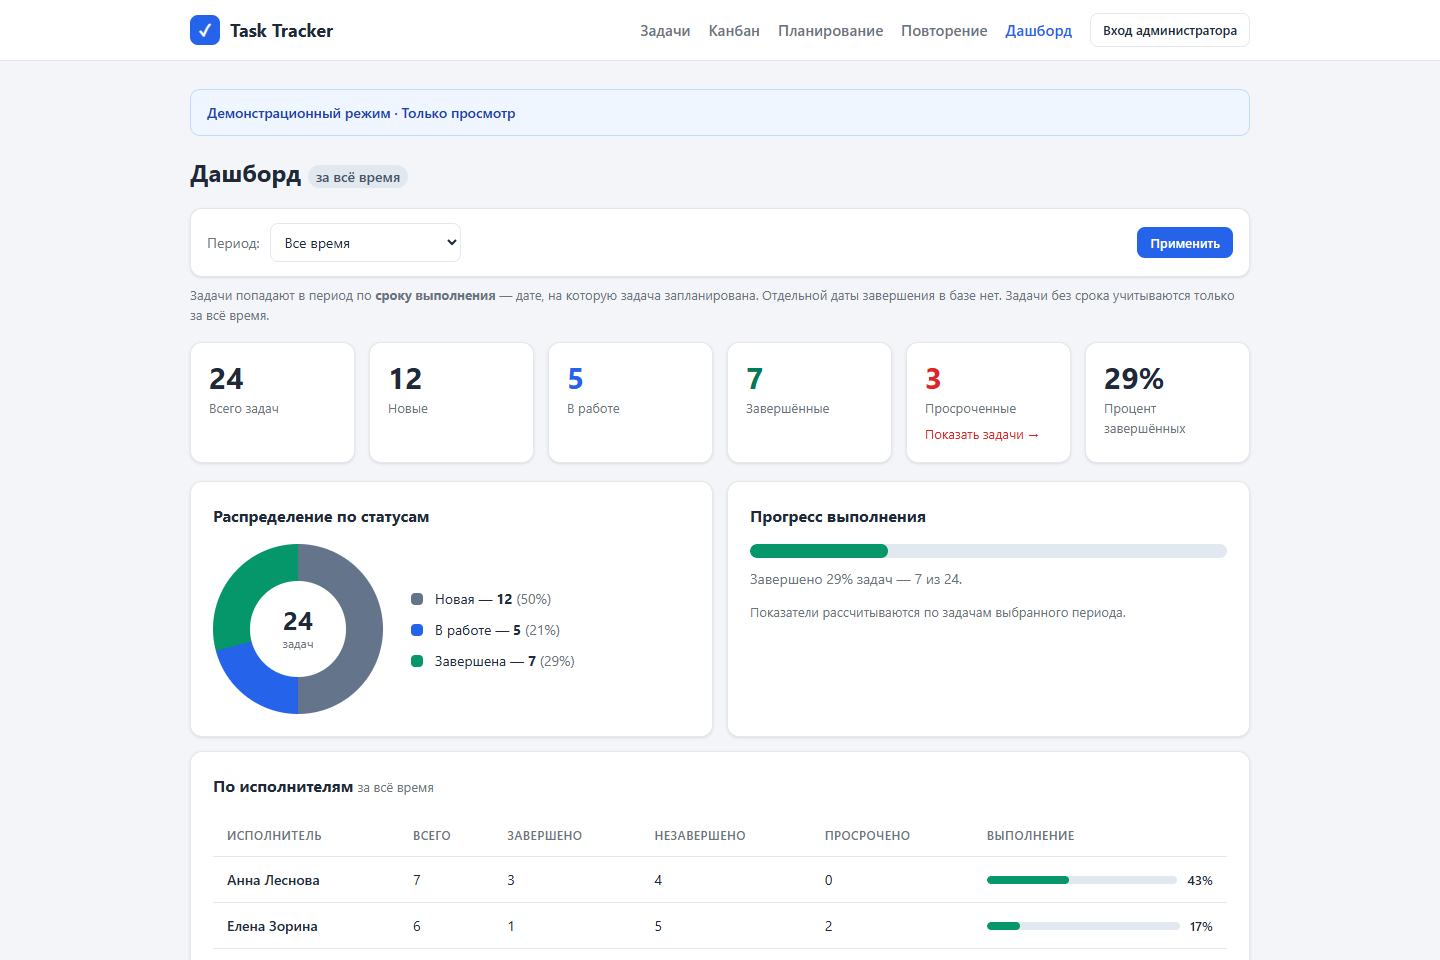 Task Tracker
Задачи
Канбан
Планирование
Повторение
Дашборд
Вход администратора
Демонстрационный режим · Только просмотр
Дашборд за всё время
Период: Все время
Применить
Задачи попадают в период по сроку выполнения — дате, на которую задача запланирована. Отдельной даты завершения в базе нет. Задачи без срока учитываются только
за всё время.
24
Всего задач
12
Новые
5
В работе
7
Завершённые
3
Просроченные
Показать задачи →
29%
Процент
завершённых
Распределение по статусам
24
задач
Новая — 12 (50%)
В работе — 5 (21%)
Завершена — 7 (29%)
Прогресс выполнения
Завершено 29% задач — 7 из 24.
Показатели рассчитываются по задачам выбранного периода.
По исполнителям за всё время
ИСПОЛНИТЕЛЬ ВСЕГО ЗАВЕРШЕНО НЕЗАВЕРШЕНО ПРОСРОЧЕНО ВЫПОЛНЕНИЕ
Анна Леснова 7 3 4 0 43%
Елена Зорина 6 1 5 2 17%